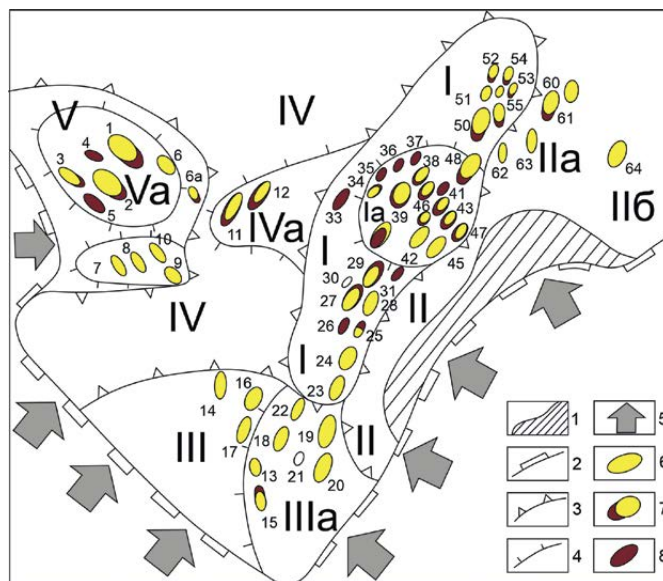 52 54
I 53
51 60
V IV 55
1 50 61
4 6 37 48 IIа 64
3 36 38 62 63
Va 6а 35
2 12 34 41 IIб
5 IVa 33 Ia 46 43
11 39 47
10 I 45
8 29 42
7 9 30 31 II
27 28
IV 26 25
I 24
16 23
14 22 1 5
III 18 19 II 2 6
17 21
13 20 3 7
15 IIIa 4 8